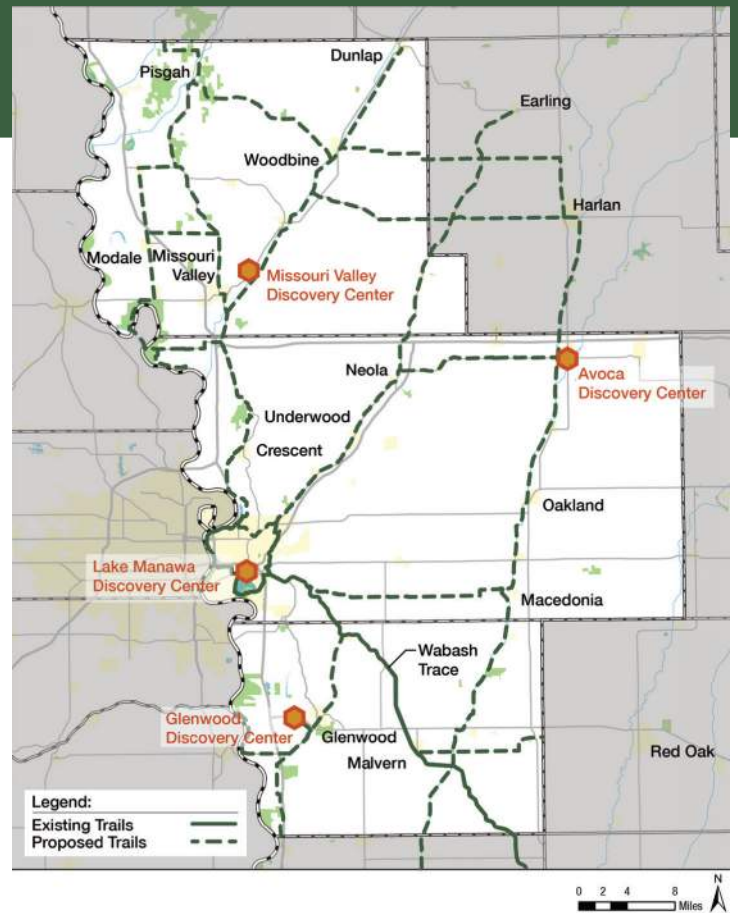 Dunlap
Pisgah
Earling
Woodbine
Harlan
Modale
Missouri
Valley
Missouri Valley
Discovery Center
Neola
Avoca
Discovery Center
Underwood
Crescent
Oakland
Lake Manawa
Discovery Center
Macedonia
Wabash
Trace
Glenwood
Discovery Center
Glenwood
Malvern
Red Oak
Legend:
Existing Trails
Proposed Trails
N
0 2 4 8
Miles